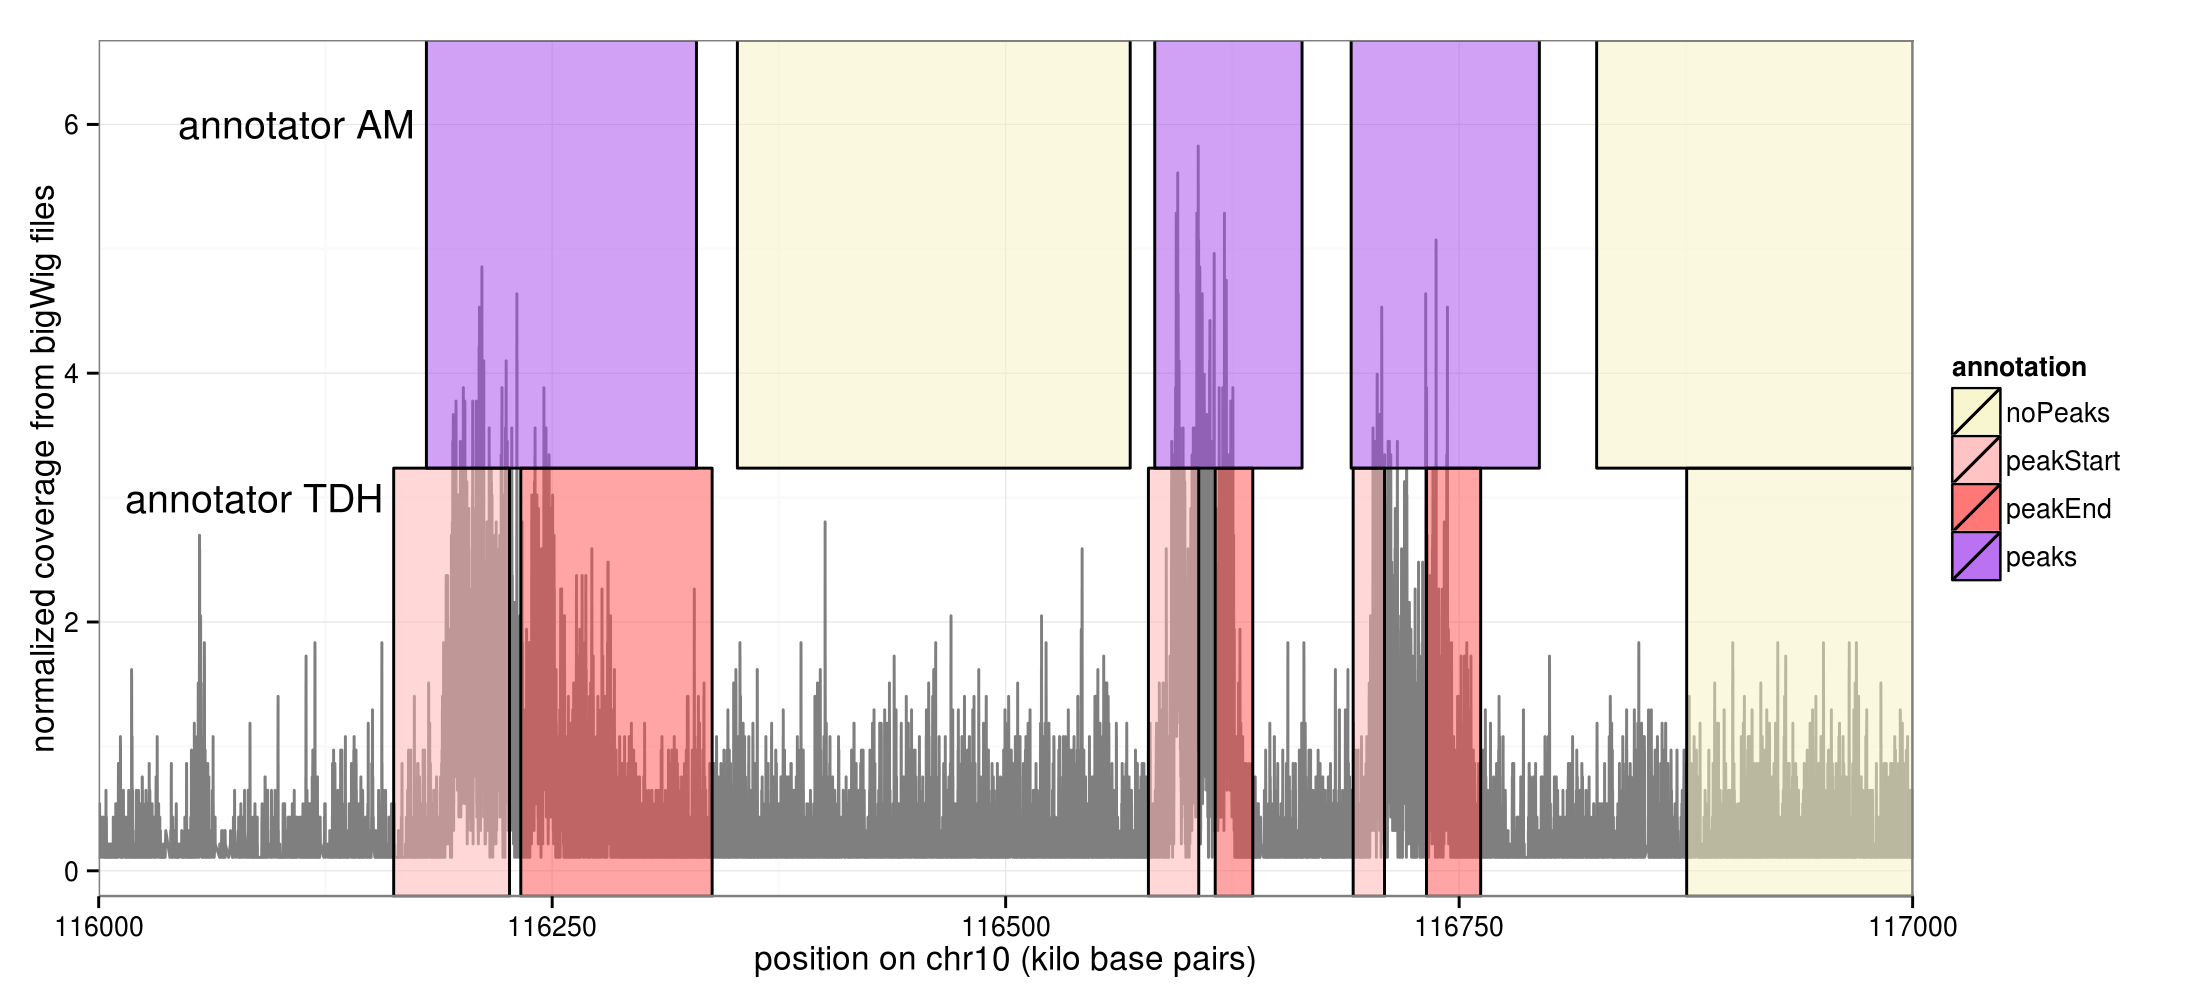 normalized coverage from bigWig files
6
4
2
0
annotator AM
annotator TDH
116000
116250
116500
116750
117000
position on chr10 (kilo base pairs)
annotation
noPeaks
peakStart
peakEnd
peaks